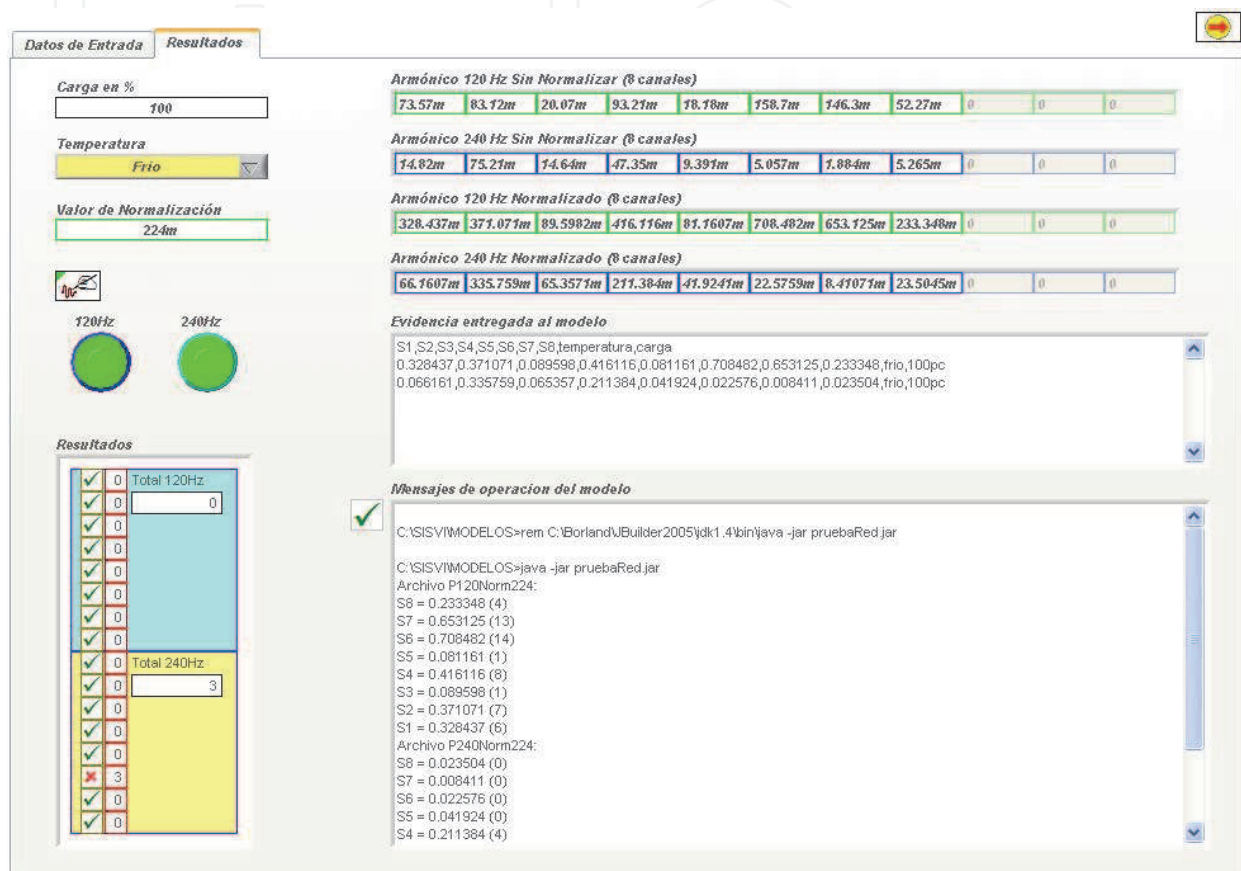 Datos de Entrada
Resultados
Carga en %
100
Temperatura
Frío
Valor de Normalización
224m
120Hz 240Hz
Resultados
0 Total 120Hz
0 0
0
0
0
0
0
0
0 Total 240Hz
0 3
0
0
0
3
0
0
Armónico 120 Hz Sin Normalizar (8 canales)
73.57m 83.12m 20.07m 93.21m 18.18m 158.7m 146.3m 52.27m 0 0 0
Armónico 240 Hz Sin Normalizar (8 canales)
14.82m 75.21m 14.64m 47.35m 9.391m 5.057m 1.884m 5.265m 0 0 0
Armónico 120 Hz Normalizado (8 canales)
328.437m 371.071m 89.5982m 416.116m 81.1607m 708.482m 653.125m 233.348m 0 0 0
Armónico 240 Hz Normalizado (8 canales)
66.1607m 335.759m 65.3571m 211.384m 41.9241m 22.5759m 8.41071m 23.5045m 0 0 0
Evidencia entregada al modelo
S1,S2,S3,S4,S5,S6,S7,S8,temperatura,carga
0.328437,0.371071,0.089598,0.416116,0.081161,0.708482,0.653125,0.233348,frio,100pc
0.066161,0.335759,0.065357,0.211384,0.041924,0.022576,0.008411,0.023504,frio,100pc
Mensajes de operacion del modelo
C:\SISVI\MODELOS>rem C:\Borland\JBuilder2005\jdk1.4\bin\java -jar pruebaRed.jar
C:\SISVI\MODELOS>java -jar pruebaRed.jar
Archivo P120Norm224:
S8 = 0.233348 (4)
S7 = 0.653125 (13)
S6 = 0.708482 (14)
S5 = 0.081161 (1)
S4 = 0.416116 (8)
S3 = 0.089598 (1)
S2 = 0.371071 (7)
S1 = 0.328437 (6)
Archivo P240Norm224:
S8 = 0.023504 (0)
S7 = 0.008411 (0)
S6 = 0.022576 (0)
S5 = 0.041924 (0)
S4 = 0.211384 (4)